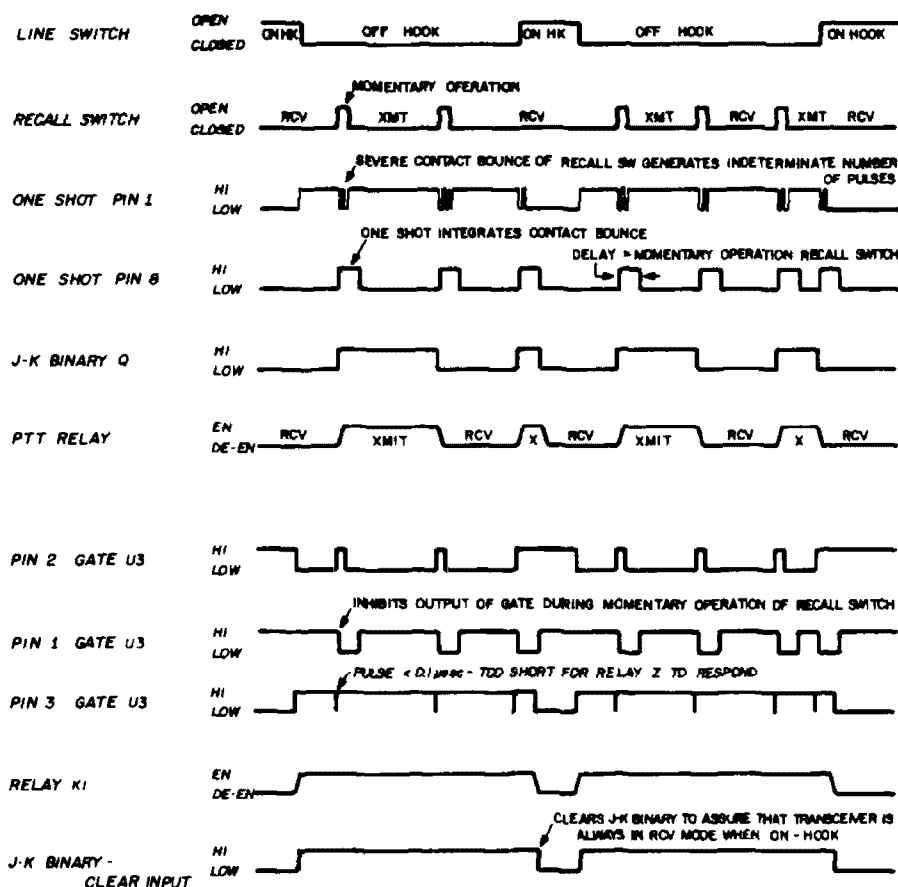 LINE SWITCH
OPEN
CLOSED
ON HK
OFF HOOK
ON HK
OFF HOOK
ON HOOK
MOMENTARY OPERATION
RECALL SWITCH
OPEN
CLOSED
RCV
XMT
RCV
XMT
RCV
XMT
RCV
SEVERE CONTACT BOUNCE OF RECALL SW GENERATES INDETERMINATE NUMBER
OF PULSES
ONE SHOT PIN 1
HI
LOW
ONE SHOT INTEGRATES CONTACT BOUNCE
DELAY > MOMENTARY OPERATION RECALL SWITCH
ONE SHOT PIN 8
HI
LOW
J-K BINARY Q
HI
LOW
PTT RELAY
EN
DE-EN
RCV
XMIT
RCV
X
RCV
XMIT
RCV
X
RCV
PIN 2 GATE U3
HI
LOW
INHIBITS OUTPUT OF GATE DURING MOMENTARY OPERATION OF RECALL SWITCH
PIN 1 GATE U3
HI
LOW
PULSE < 0.1 μsec - TOO SHORT FOR RELAY Z TO RESPOND
PIN 3 GATE U3
HI
LOW
RELAY K1
EN
DE-EN
CLEARS J-K BINARY TO ASSURE THAT TRANSCEIVER IS
ALWAYS IN RCV MODE WHEN ON-HOOK
J-K BINARY -
CLEAR INPUT
HI
LOW